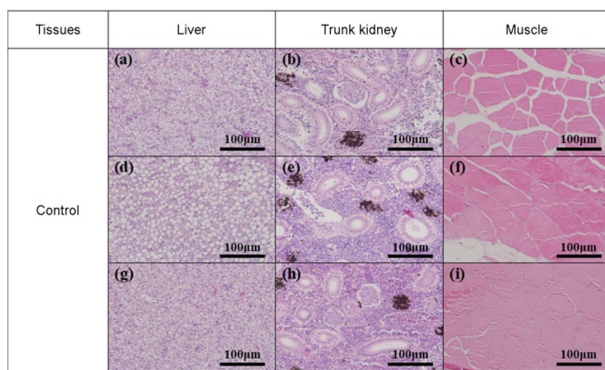 Tissues Liver Trunk kidney Muscle
(a) (b) (c)
100μm 100μm 100μm
(d) (e) (f)
Control
100μm 100μm 100μm
(g) (h) (i)
100μm 100μm 100μm